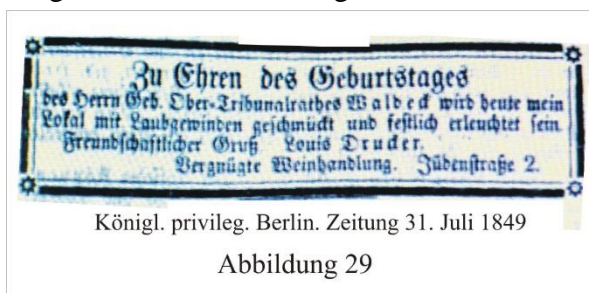 Zu Ehren des Geburtstages
des Herrn Geh. Ober-Tribunalrathes Waldeck wird heute mein
Lokal mit Laubgewinden geschmückt und festlich erleuchtet sein.
Freundschaftlicher Gruß Louis Drucker.
Vergnügte Weinhandlung. Jüdenstraße 2.
Königl. privileg. Berlin. Zeitung 31. Juli 1849
Abbildung 29